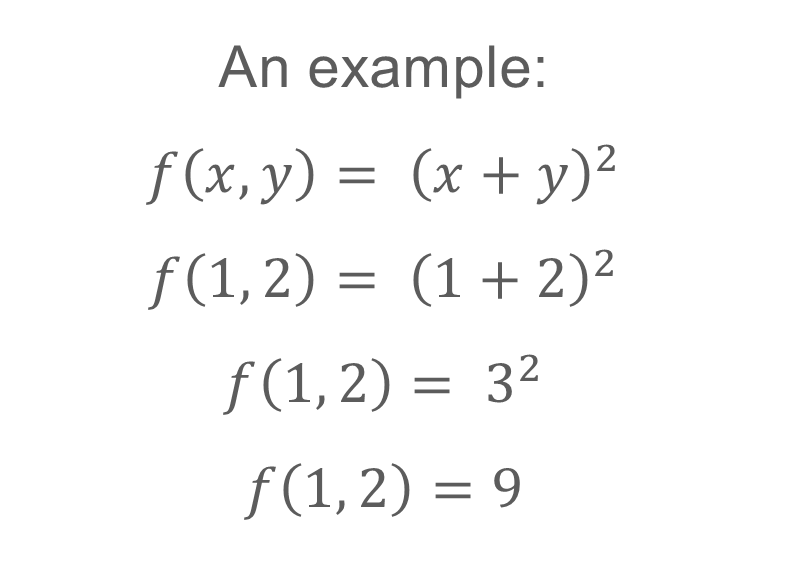 An example:
f(x, y) = (x + y)²
f(1, 2) = (1 + 2)²
f(1, 2) = 3²
f(1, 2) = 9